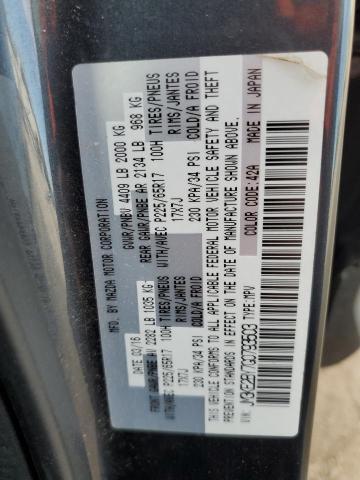 MFD. BY MAZDA MOTOR CORPORATION
DATE: 03/16 GVWR/PNBV 4409 LB 2000 KG
FRONT GAWR/PNBE AV 2282 LB 1035 KG REAR GAWR/PNBE AR 2134 LB 968 KG
WITH/AVEC P225/65R17 100H TIRES/PNEUS WITH/AVEC P225/65R17 100H TIRES/PNEUS
17X7J RIMS/JANTES 17X7J RIMS/JANTES
230 KPA/34 PSI COLD/A FROID 230 KPA/34 PSI COLD/A FROID
THIS VEHICLE CONFORMS TO ALL APPLICABLE FEDERAL MOTOR VEHICLE SAFETY AND THEFT
PREVENTION STANDARDS IN EFFECT ON THE DATE OF MANUFACTURE SHOWN ABOVE.
VIN: TYPE: MPV COLOR CODE: 42A MADE IN JAPAN